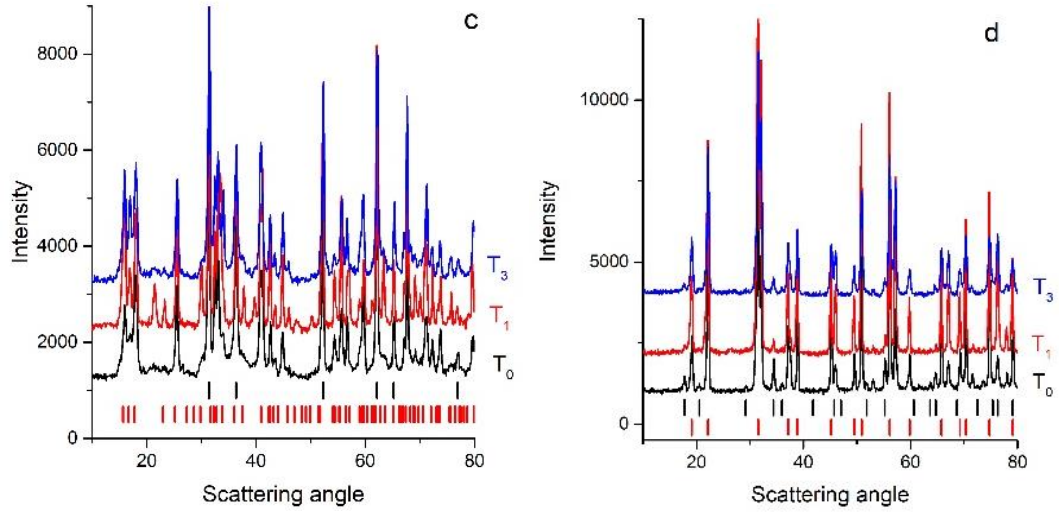 c
8000
6000
4000
2000
0
Intensity
T3
T1
T0
20
40
60
80
Scattering angle
d
10000
5000
0
Intensity
T3
T1
T0
20
40
60
80
Scattering angle